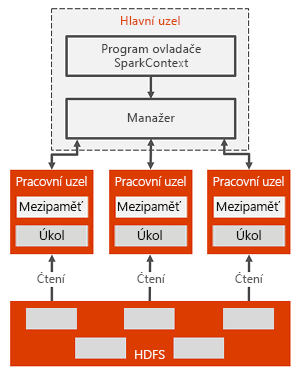 Hlavní uzel
Program ovladače
SparkContext
Manažer
Pracovní uzel
Mezipaměť
Úkol
Pracovní uzel
Mezipaměť
Úkol
Pracovní uzel
Mezipaměť
Úkol
Čtení
Čtení
Čtení
HDFS